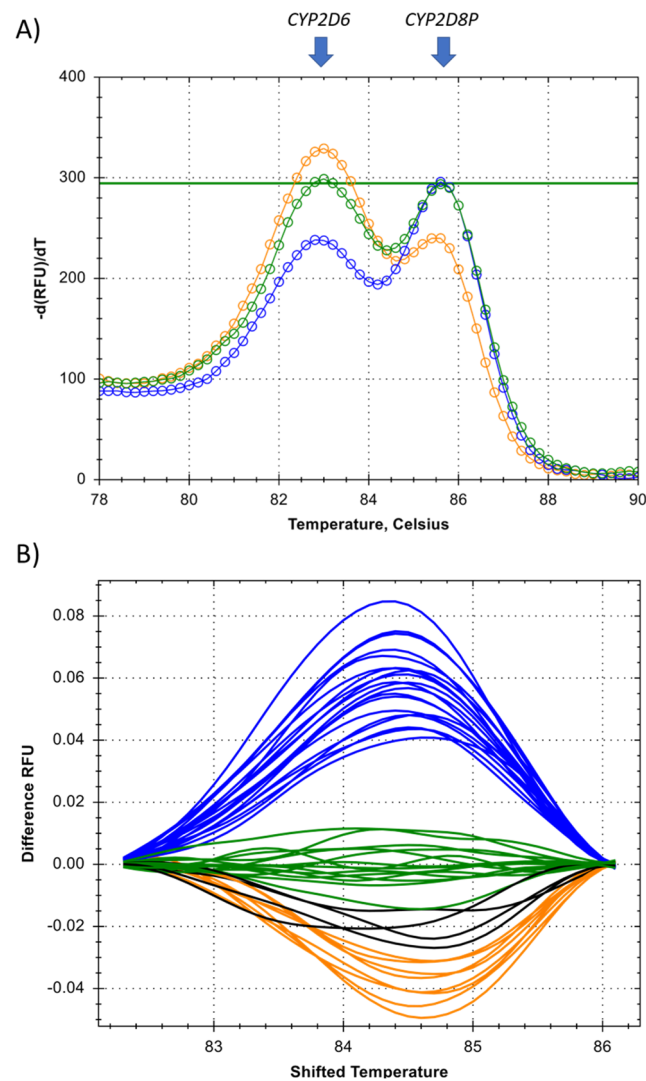 A)
CYP2D6 CYP2D8P
400
300
200
100
0
-d(RFU)/dT
78 80 82 84 86 88 90
Temperature, Celsius
B)
0.08
0.06
0.04
0.02
0.00
-0.02
-0.04
Difference RFU
83 84 85 86
Shifted Temperature